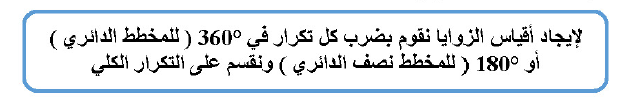 لإيجاد أقياس الزوايا نقوم بضرب كل تكرار في 360° ( للمخطط الدائري )
أو 180° ( للمخطط نصف الدائري ) ونقسم على التكرار الكلي